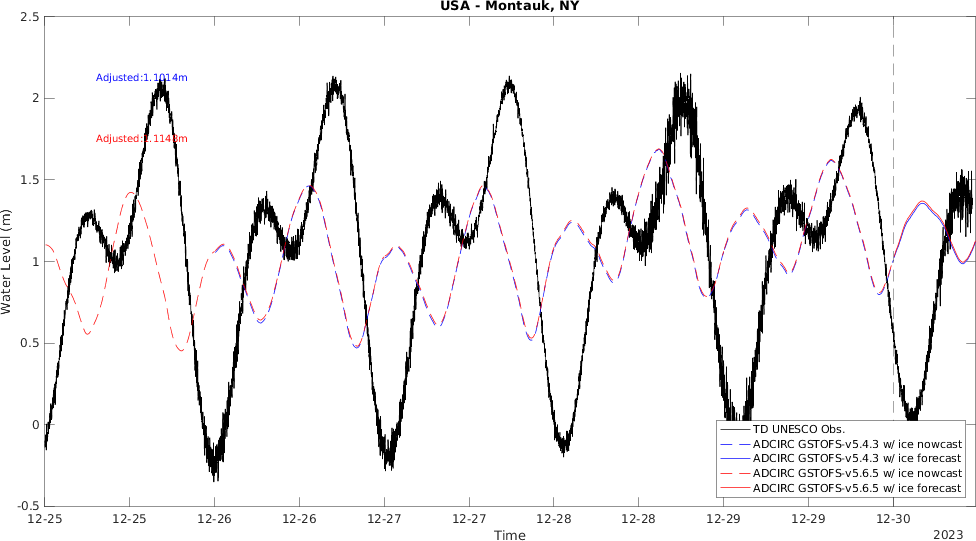 USA - Montauk, NY
2.5
2
1.5
1
0.5
0
-0.5
Water Level (m)
Adjusted:1.1014m
Adjusted:1.1143m
TD UNESCO Obs.
ADCIRC GSTOFS-v5.4.3 w/ ice nowcast
ADCIRC GSTOFS-v5.4.3 w/ ice forecast
ADCIRC GSTOFS-v5.6.5 w/ ice nowcast
ADCIRC GSTOFS-v5.6.5 w/ ice forecast
12-25 12-25 12-26 12-26 12-27 12-27 12-28 12-28 12-29 12-29 12-30
Time
2023